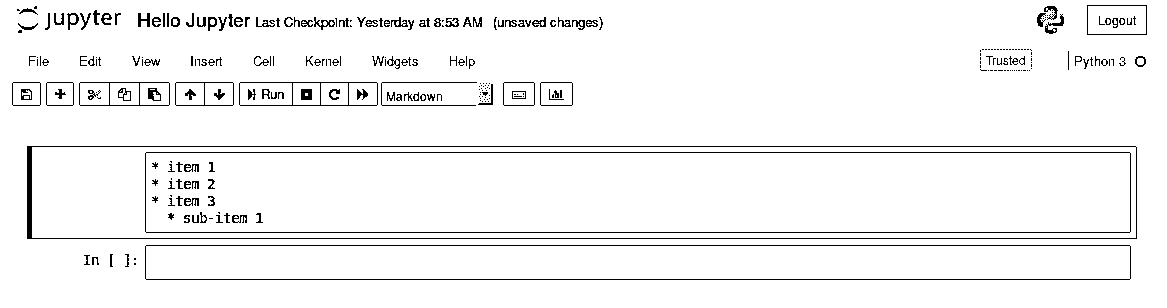 jupyter Hello Jupyter Last Checkpoint: Yesterday at 8:53 AM (unsaved changes) Logout
File Edit View Insert Cell Kernel Widgets Help Trusted Python 3
Run Markdown
* item 1
* item 2
* item 3
  * sub-item 1
In [ ]: